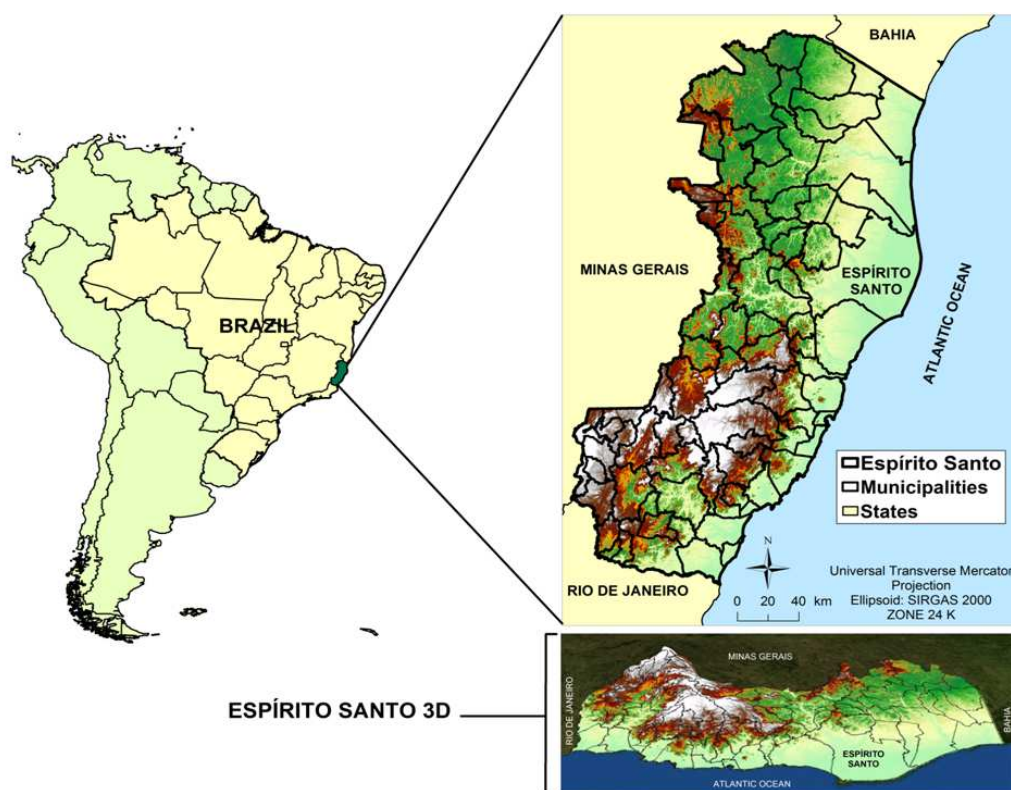 BAHIA
MINAS GERAIS
ESPÍRITO
SANTO
BRAZIL
ATLANTIC OCEAN
Espírito Santo
Municipalities
States
N
RIO DE JANEIRO
0 20 40 km
Universal Transverse Mercator
Projection
Ellipsoid: SIRGAS 2000
ZONE 24 K
ESPÍRITO SANTO 3D
MINAS GERAIS
RIO DE JANEIRO
BAHIA
ESPÍRITO
SANTO
ATLANTIC OCEAN